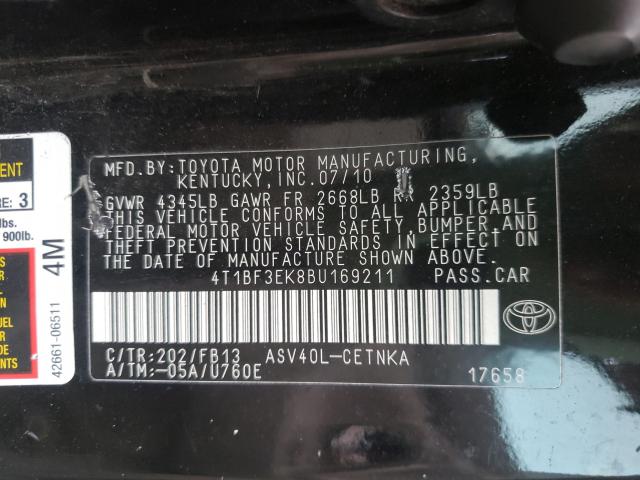 MFD.BY:TOYOTA MOTOR MANUFACTURING,
KENTUCKY, INC. 07/10
GVWR 4345LB GAWR FR 2668LB RR 2359LB
THIS VEHICLE CONFORMS TO ALL APPLICABLE
FEDERAL MOTOR VEHICLE SAFETY, BUMPER, AND
THEFT PREVENTION STANDARDS IN EFFECT ON
THE DATE OF MANUFACTURE SHOWN ABOVE.
4T1BF3EK8BU169211 PASS.CAR
C/TR:202/FB13 ASV40L-CETNKA
A/TM:-05A/U760E 17658
TOYOTA
RE: 3
lbs.
900lb.
4M
42661-06511